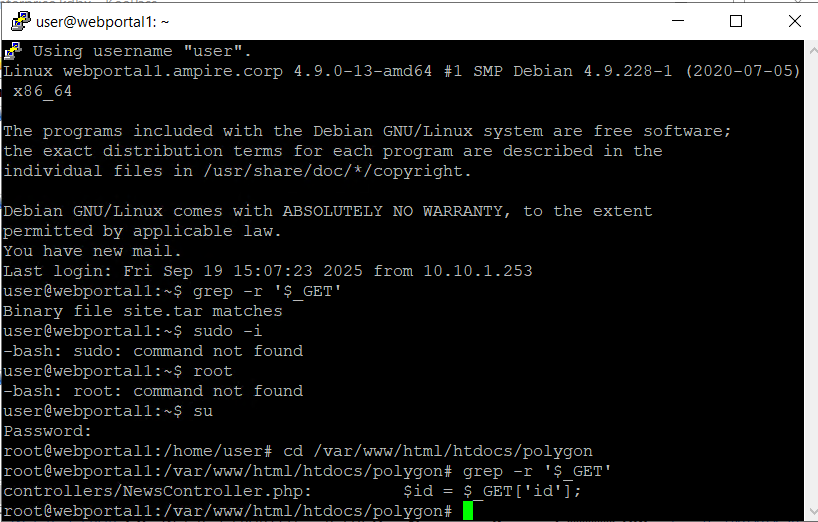 user@webportal1: ~
Using username "user".
Linux webportal1.ampire.corp 4.9.0-13-amd64 #1 SMP Debian 4.9.228-1 (2020-07-05)
 x86_64
The programs included with the Debian GNU/Linux system are free software;
the exact distribution terms for each program are described in the
individual files in /usr/share/doc/*/copyright.
Debian GNU/Linux comes with ABSOLUTELY NO WARRANTY, to the extent
permitted by applicable law.
You have new mail.
Last login: Fri Sep 19 15:07:23 2025 from 10.10.1.253
user@webportal1:~$ grep -r '$_GET'
Binary file site.tar matches
user@webportal1:~$ sudo -i
-bash: sudo: command not found
user@webportal1:~$ root
-bash: root: command not found
user@webportal1:~$ su
Password:
root@webportal1:/home/user# cd /var/www/html/htdocs/polygon
root@webportal1:/var/www/html/htdocs/polygon# grep -r '$_GET'
controllers/NewsController.php:         $id = $_GET['id'];
root@webportal1:/var/www/html/htdocs/polygon#